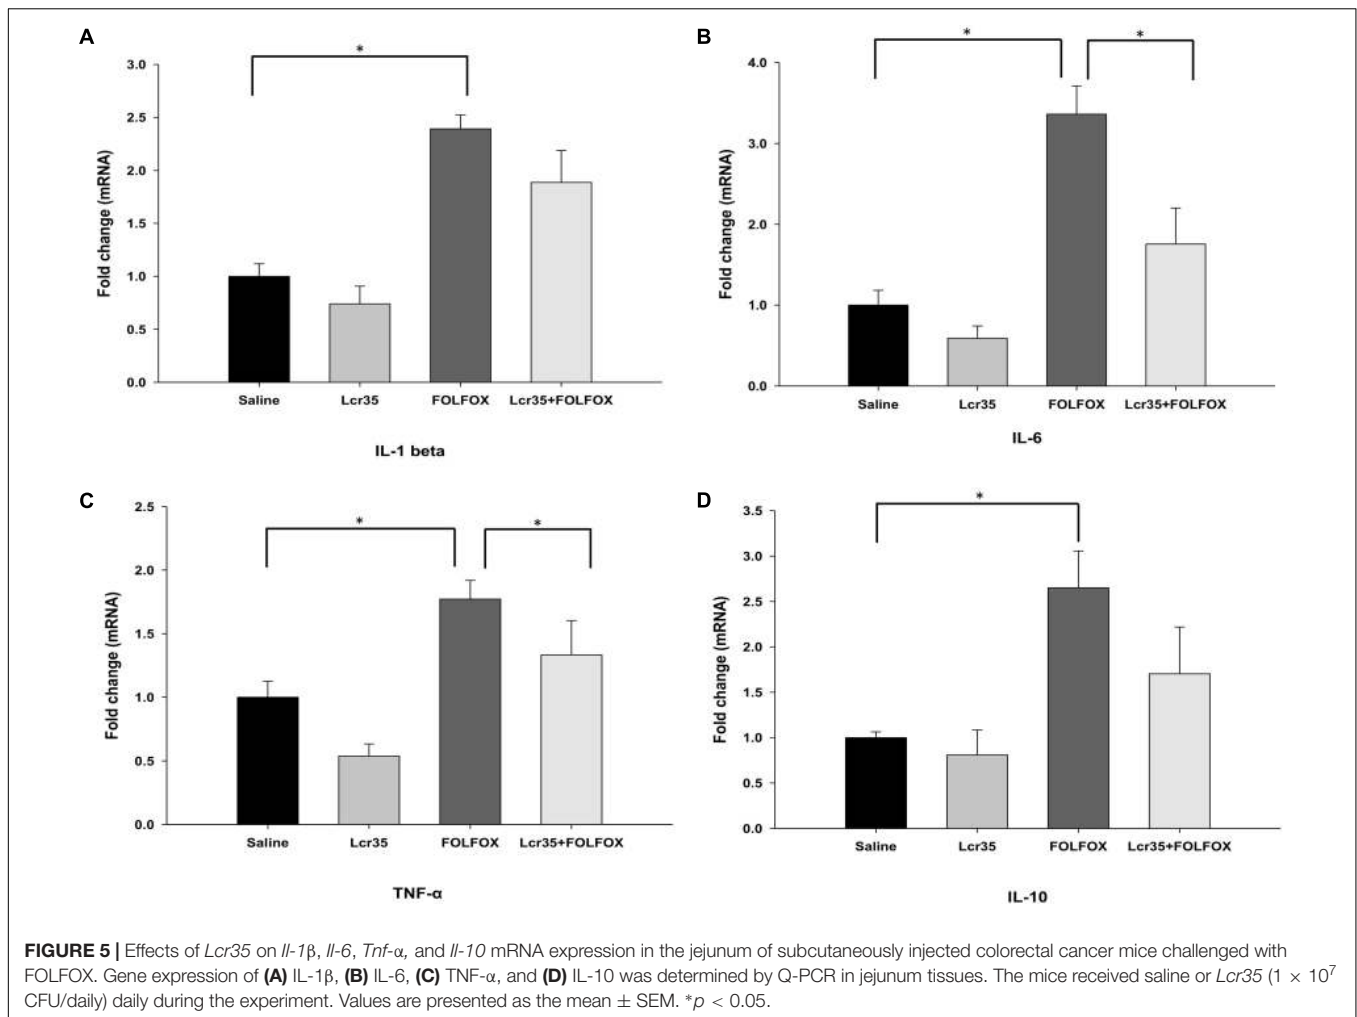 A
*
3.0
2.5
2.0
1.5
1.0
0.5
0.0
Fold change (mRNA)
Saline Lcr35 FOLFOX Lcr35+FOLFOX
IL-1 beta
B
* *
4.0
3.0
2.0
1.0
0.0
Fold change (mRNA)
Saline Lcr35 FOLFOX Lcr35+FOLFOX
IL-6
C
* *
2.5
2.0
1.5
1.0
0.5
0.0
Fold change (mRNA)
Saline Lcr35 FOLFOX Lcr35+FOLFOX
TNF-α
D
*
3.5
3.0
2.5
2.0
1.5
1.0
0.5
0.0
Fold change (mRNA)
Saline Lcr35 FOLFOX Lcr35+FOLFOX
IL-10
FIGURE 5 | Effects of Lcr35 on Il-1β, Il-6, Tnf-α, and Il-10 mRNA expression in the jejunum of subcutaneously injected colorectal cancer mice challenged with
FOLFOX. Gene expression of (A) IL-1β, (B) IL-6, (C) TNF-α, and (D) IL-10 was determined by Q-PCR in jejunum tissues. The mice received saline or Lcr35 (1 × 10⁷
CFU/daily) daily during the experiment. Values are presented as the mean ± SEM. *p < 0.05.